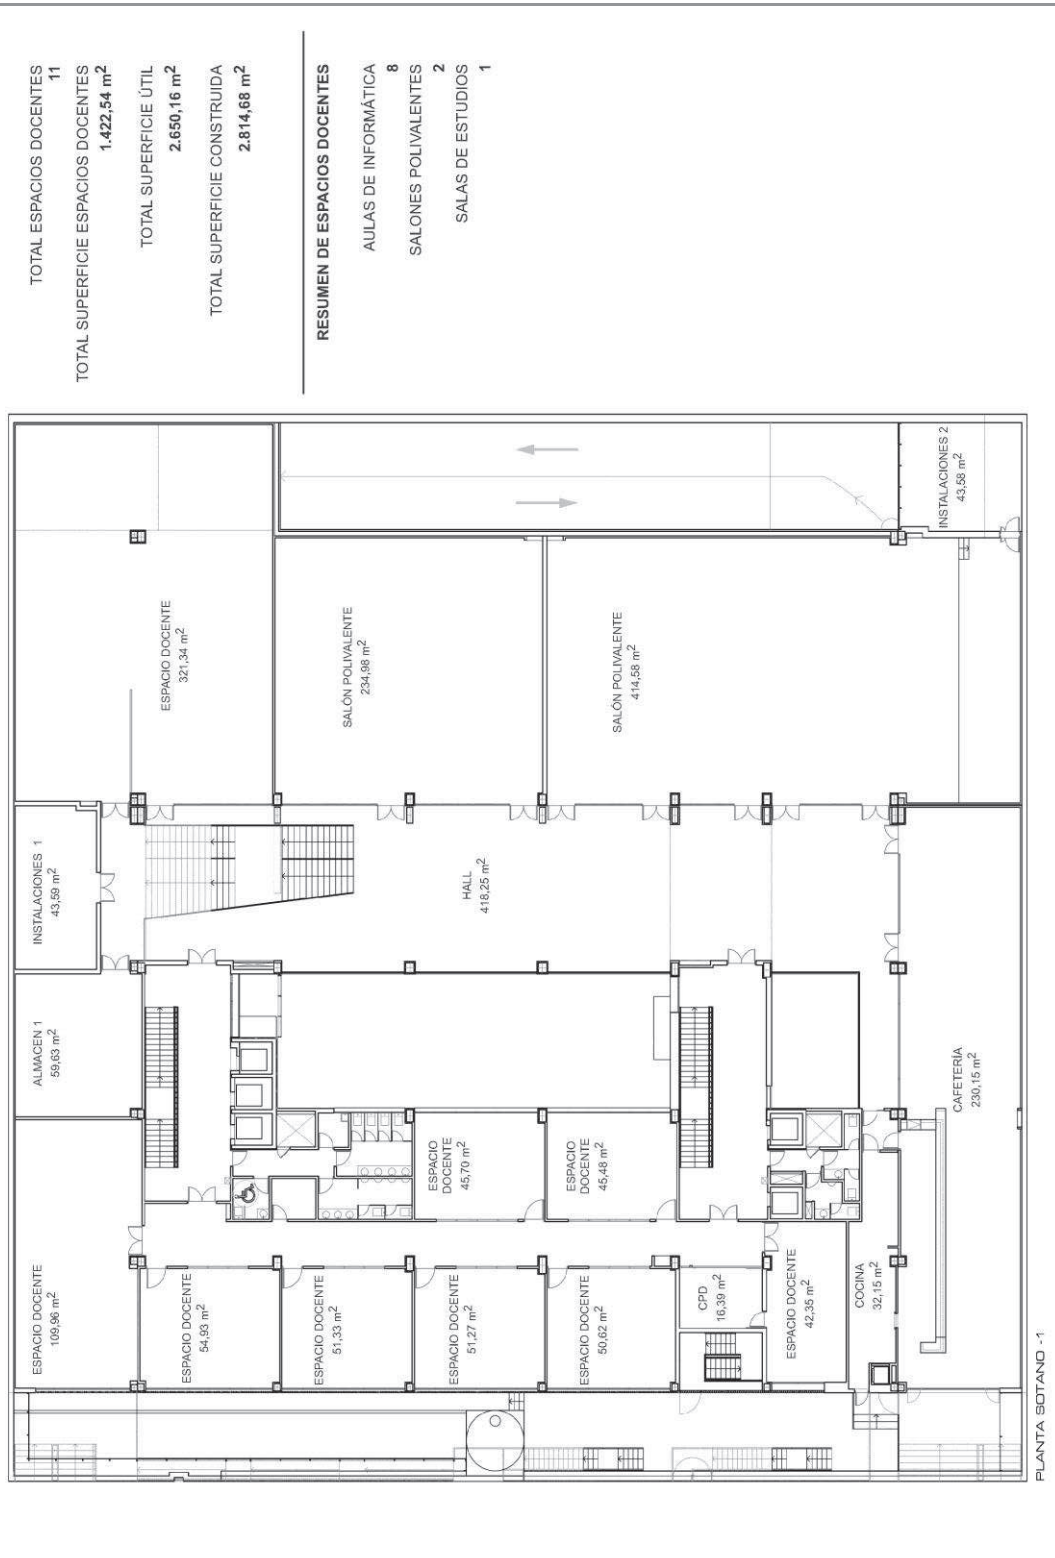 TOTAL ESPACIOS DOCENTES
11
TOTAL SUPERFICIE ESPACIOS DOCENTES
1.422,54 m²
TOTAL SUPERFICIE ÚTIL
2.650,16 m²
TOTAL SUPERFICIE CONSTRUIDA
2.814,68 m²
RESUMEN DE ESPACIOS DOCENTES
AULAS DE INFORMÁTICA
8
SALONES POLIVALENTES
2
SALAS DE ESTUDIOS
1
ESPACIO DOCENTE
109,96 m²
ALMACEN 1
59,63 m²
INSTALACIONES 1
43,59 m²
ESPACIO DOCENTE
321,34 m²
ESPACIO DOCENTE
54,93 m²
ESPACIO DOCENTE
51,33 m²
SALÓN POLIVALENTE
234,98 m²
ESPACIO DOCENTE
51,27 m²
ESPACIO
DOCENTE
45,70 m²
HALL
418,25 m²
ESPACIO DOCENTE
50,62 m²
ESPACIO
DOCENTE
45,48 m²
SALÓN POLIVALENTE
414,58 m²
CPD
16,39 m²
ESPACIO DOCENTE
42,35 m²
COCINA
32,15 m²
CAFETERÍA
230,15 m²
INSTALACIONES 2
43,58 m²
PLANTA SOTANO -1